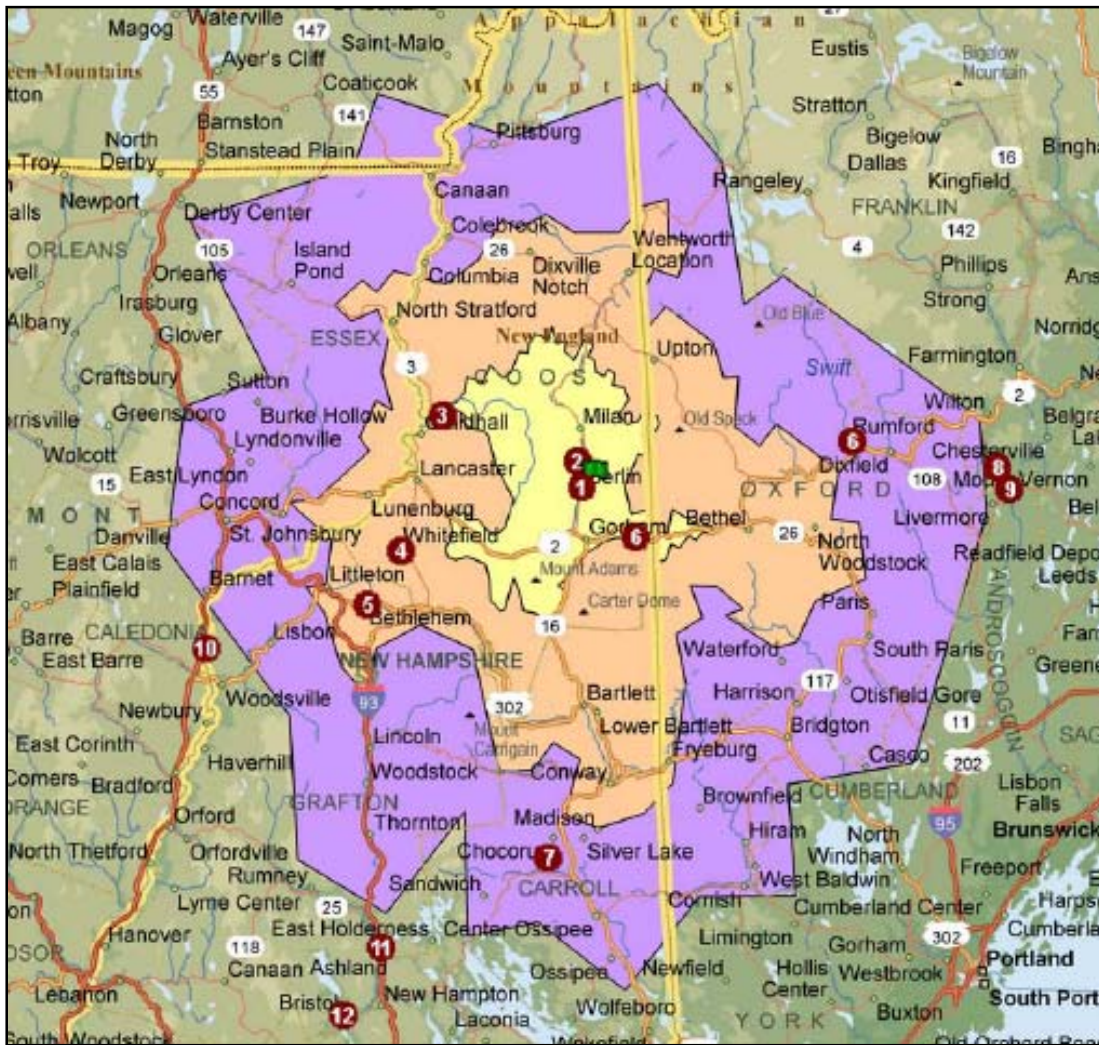 Waterville
Magog
147
Saint-Malo
Appalachian
27
Eustis
Ayer's Cliff
een Mountains
Coaticook
Mountains
Bigelow
Mountain
55
141
Stratton
Barnston
Pittsburg
Bigelow
North
Derby
Stanstead Plain
16
Troy
Dallas
Canaan
Rangeley
Kingfield
Newport
Derby Center
FRANKLIN
Colebrook
142
ORLEANS
105
Island
Pond
26
Wentworth
Location
4
Columbia
Dixville
Notch
Phillips
Orleans
Strong
Irasburg
North Stratford
Old Blue
Albany
New England
Glover
ESSEX
Upton
Farmington
3
Swift
Craftsbury
Sutton
COOS
2
Greensboro
Burke Hollow
3
Milan
Old Speck
Wilton
6
Rumford
Lyndonville
Wolcott
Chesterville
East Lyndon
Lancaster
2
Dixfield
8
15
Berlin
108
Concord
1
OXFORD
9
Lunenburg
MONT
Livermore
Danville
St. Johnsbury
Whitefield
Gorham
Bethel
26
4
2
6
North
Woodstock
East Calais
Readfield
Plainfield
Barnet
Littleton
Mount Adams
Leeds
5
Carter Dome
Paris
Bethlehem
16
CALEDONIA
Lisbon
ANDROSCOGGIN
Barre
10
Waterford
South Paris
East Barre
NEW HAMPSHIRE
Woodsville
Harrison
117
Otisfield Gore
93
302
Bartlett
Newbury
Mount
Carrigain
Lower Bartlett
Bridgton
11
East Corinth
Lincoln
Fryeburg
Haverhill
Casco
202
Woodstock
Conway
Corners
Lisbon
Falls
Bradford
CUMBERLAND
GRAFTON
Brownfield
Orford
Thornton
Madison
95
Brunswick
Hiram
North Thetford
Orfordville
7
Silver Lake
North
Windham
Freeport
Rumney
Sandwich
CARROLL
West Baldwin
Lyme Center
25
Cornish
Cumberland Center
East Holderness
Center Ossipee
Limington
Hanover
11
118
Gorham
302
Canaan
Ashland
Ossipee
Newfield
Hollis
Center
Westbrook
Portland
Lebanon
Bristol
New Hampton
South Port
12
Laconia
Wolfeboro
YORK
Buxton
South Woodstock
Wakefield